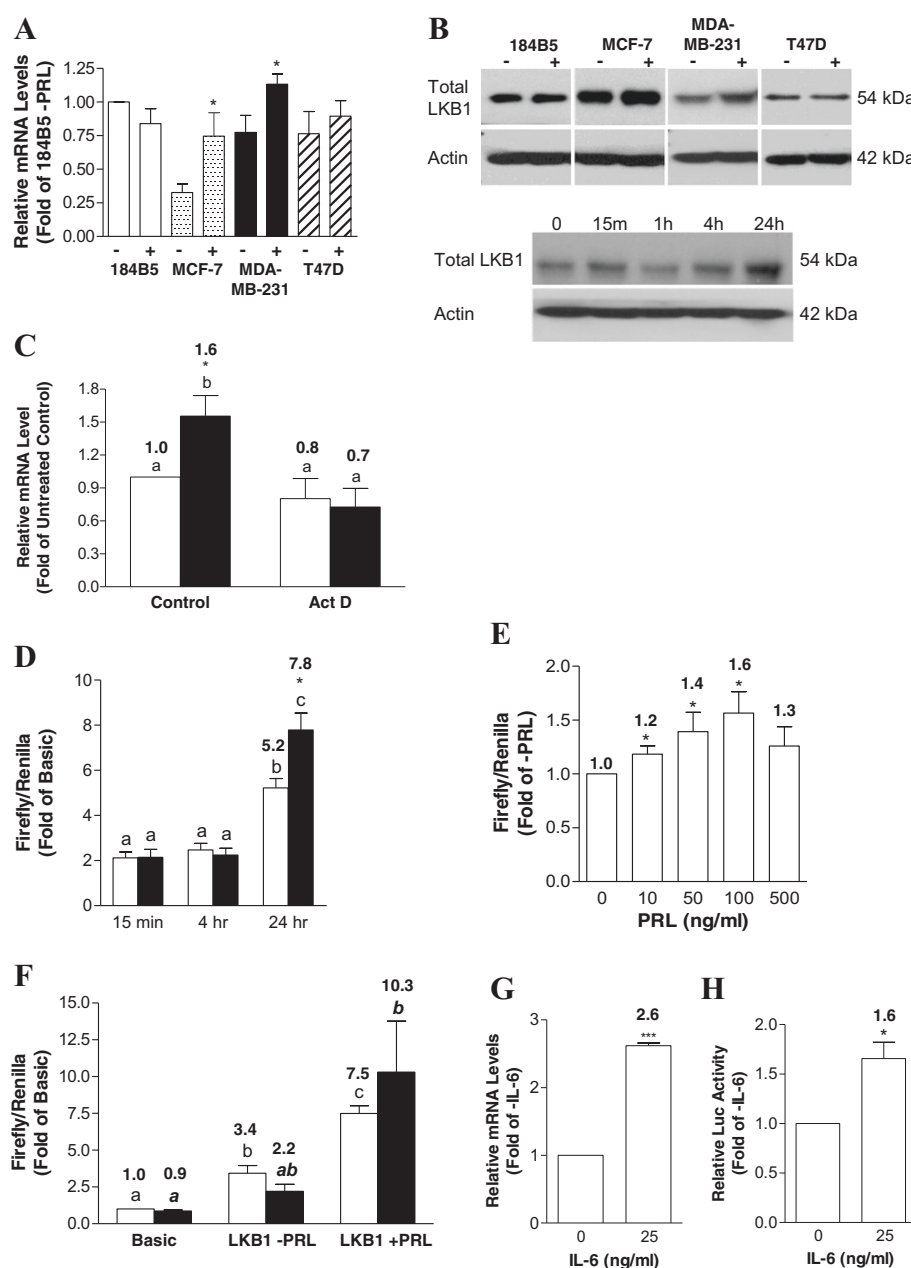 A
Relative mRNA Levels
(Fold of 184B5 -PRL)
1.25
1.00
0.75
0.50
0.25
0.00
*
*
- + - + - + - +
184B5 MCF-7 MDA-MB-231 T47D
B
184B5 MCF-7 MDA-MB-231 T47D
- + - + - + - +
Total LKB1
54 kDa
Actin
42 kDa
0 15m 1h 4h 24h
Total LKB1
54 kDa
Actin
42 kDa
C
Relative mRNA Level
(Fold of Untreated Control)
1.8
1.5
1.2
0.9
0.6
0.3
0.0
1.0
a
1.6
*
b
0.8
a
0.7
a
Control Act D
D
Firefly/Renilla
(Fold of Basic)
10
8
6
4
2
0
a a
a a
5.2
b
7.8
*
c
15 min 4 hr 24 hr
E
Firefly/Renilla
(Fold of -PRL)
2.0
1.5
1.0
0.5
0.0
1.0
1.2
*
1.4
*
1.6
*
1.3
0 10 50 100 500
PRL (ng/ml)
F
Firefly/Renilla
(Fold of Basic)
15.0
12.5
10.0
7.5
5.0
2.5
0.0
1.0
a
0.9
a
3.4
b
2.2
ab
7.5
c
10.3
b
Basic LKB1 -PRL LKB1 +PRL
G
Relative mRNA Levels
(Fold of -IL-6)
3
2
1
0
2.6
***
0 25
IL-6 (ng/ml)
H
Relative Luc Activity
(Fold of -IL-6)
2.0
1.5
1.0
0.5
0.0
1.6
*
0 25
IL-6 (ng/ml)